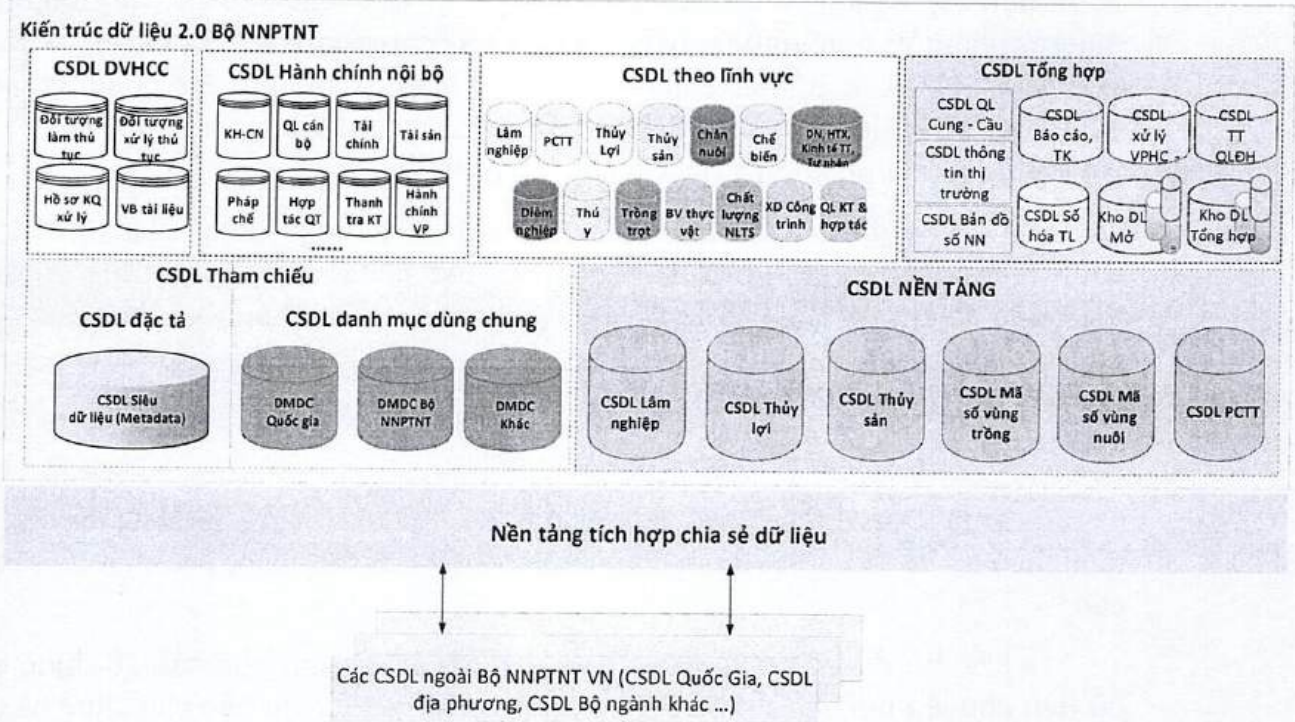 Kiến trúc dữ liệu 2.0 Bộ NNPTNT
CSDL DVHCC
Đối tượng
làm thủ
tục
Đối tượng
xử lý thủ
tục
Hồ sơ KQ
xử lý
VB tài liệu
CSDL Hành chính nội bộ
KH-CN
QL cán
bộ
Tài
chính
Tài sản
Pháp
chế
Hợp
tác QT
Thanh
tra KT
Hành
chính
VP
......
CSDL theo lĩnh vực
Lâm
nghiệp
PCTT
Thủy
Lợi
Thủy
sản
Chăn
nuôi
Chế
biến
DN, HTX,
Kinh tế TT,
Tư nhân
Diêm
nghiệp
Thú
y
Trồng
trọt
BV thực
vật
Chất
lượng
NLTS
XD Công
trình
QL KT &
hợp tác
CSDL Tổng hợp
CSDL QL
Cung - Cầu
CSDL thông
tin thị
trường
CSDL Bản đồ
số NN
CSDL
Báo cáo,
TK
CSDL
xử lý
VPHC -
CSDL
TT
QLĐH
CSDL Số
hóa TL
Kho DL
Mở
Kho DL
Tổng hợp
CSDL Tham chiếu
CSDL đặc tả
CSDL Siêu
dữ liệu (Metadata)
CSDL danh mục dùng chung
DMDC
Quốc gia
DMDC Bộ
NNPTNT
DMDC
Khác
CSDL NỀN TẢNG
CSDL Lâm
nghiệp
CSDL Thủy
lợi
CSDL Thủy
sản
CSDL Mã
số vùng
trồng
CSDL Mã
số vùng
nuôi
CSDL PCTT
Nền tảng tích hợp chia sẻ dữ liệu
Các CSDL ngoài Bộ NNPTNT VN (CSDL Quốc Gia, CSDL
địa phương, CSDL Bộ ngành khác ...)